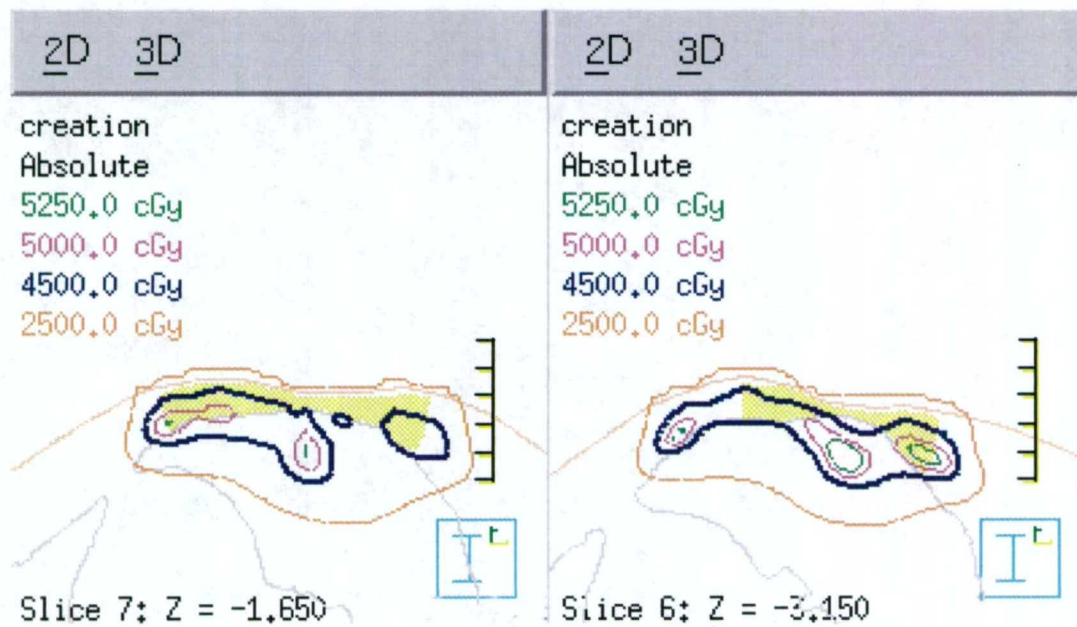 2D 3D
creation
Absolute
5250.0 cGy
5000.0 cGy
4500.0 cGy
2500.0 cGy
Slice 7: Z = -1.650
2D 3D
creation
Absolute
5250.0 cGy
5000.0 cGy
4500.0 cGy
2500.0 cGy
Slice 6: Z = -3.150